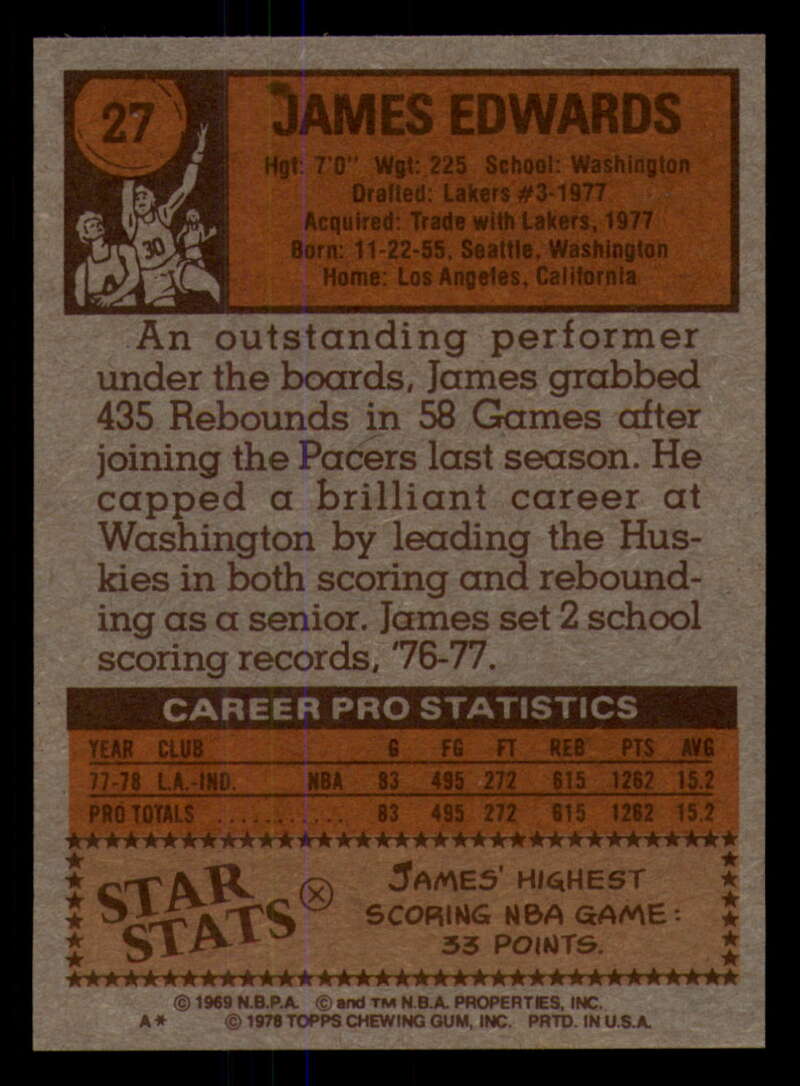 27
JAMES EDWARDS
Hgt: 7'0" Wgt: 225 School: Washington
Drafted: Lakers #3-1977
Acquired: Trade with Lakers, 1977
Born: 11-22-55, Seattle, Washington
Home: Los Angeles, California
30
An outstanding performer
under the boards, James grabbed
435 Rebounds in 58 Games after
joining the Pacers last season. He
capped a brilliant career at
Washington by leading the Hus-
kies in both scoring and rebound-
ing as a senior. James set 2 school
scoring records, '76-77.
CAREER PRO STATISTICS
YEAR CLUB G FG FT REB PTS AVG
77-78 L.A.-IND. NBA 83 495 272 615 1262 15.2
PRO TOTALS ............ 83 495 272 615 1262 15.2
STAR
STATS
JAMES' HIGHEST
SCORING NBA GAME:
33 POINTS.
© 1969 N.B.P.A. © and TM N.B.A. PROPERTIES, INC.
A* © 1978 TOPPS CHEWING GUM, INC. PRTD. IN U.S.A.